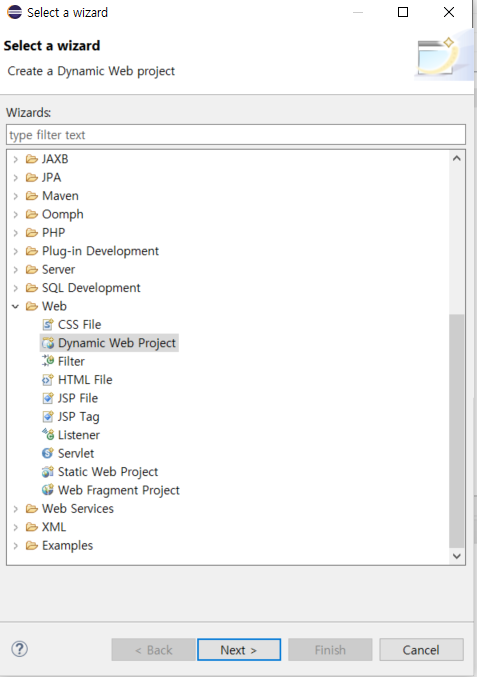 Select a wizard
Select a wizard
Create a Dynamic Web project
Wizards:
type filter text
JAXB
JPA
Maven
Oomph
PHP
Plug-in Development
Server
SQL Development
Web
CSS File
Dynamic Web Project
Filter
HTML File
JSP File
JSP Tag
Listener
Servlet
Static Web Project
Web Fragment Project
Web Services
XML
Examples
? < Back Next > Finish Cancel